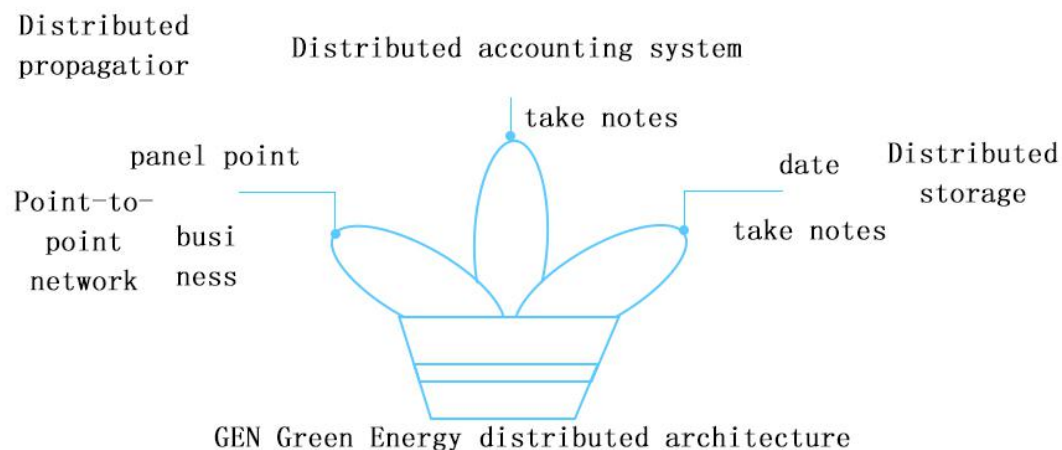 Distributed
propagatior
Distributed accounting system
take notes
panel point
date
Distributed
storage
Point-to-
point
network
busi
ness
take notes
GEN Green Energy distributed architecture